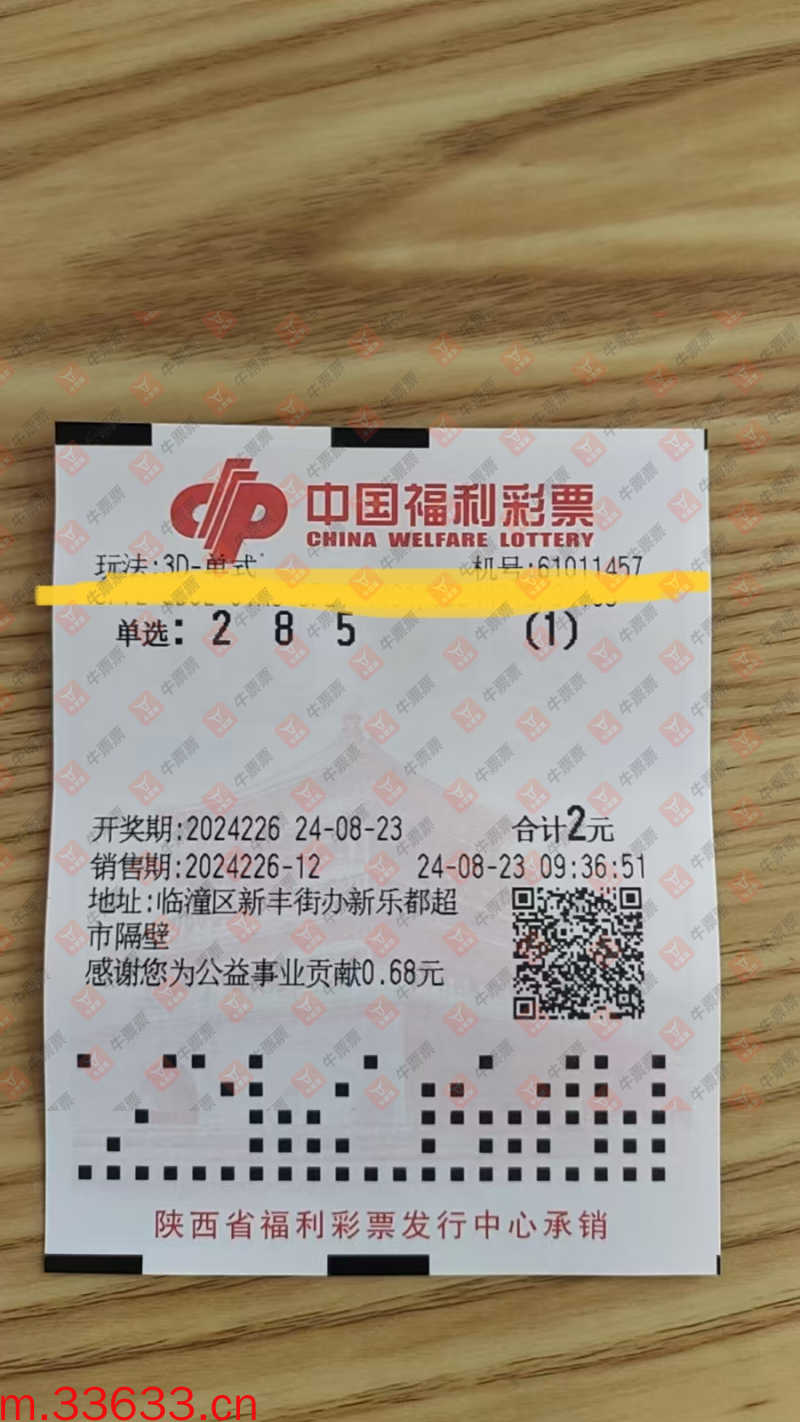 中国福利彩票
CHINA WELFARE LOTTERY
玩法:3D-单式 机号:61011457
单选: 2 8 5 (1)
开奖期:2024226 24-08-23 合计2元
销售期:2024226-12 24-08-23 09:36:51
地址:临潼区新丰街办新乐都超
市隔壁
感谢您为公益事业贡献0.68元
陕西省福利彩票发行中心承销
牛票票
m.33633.cn